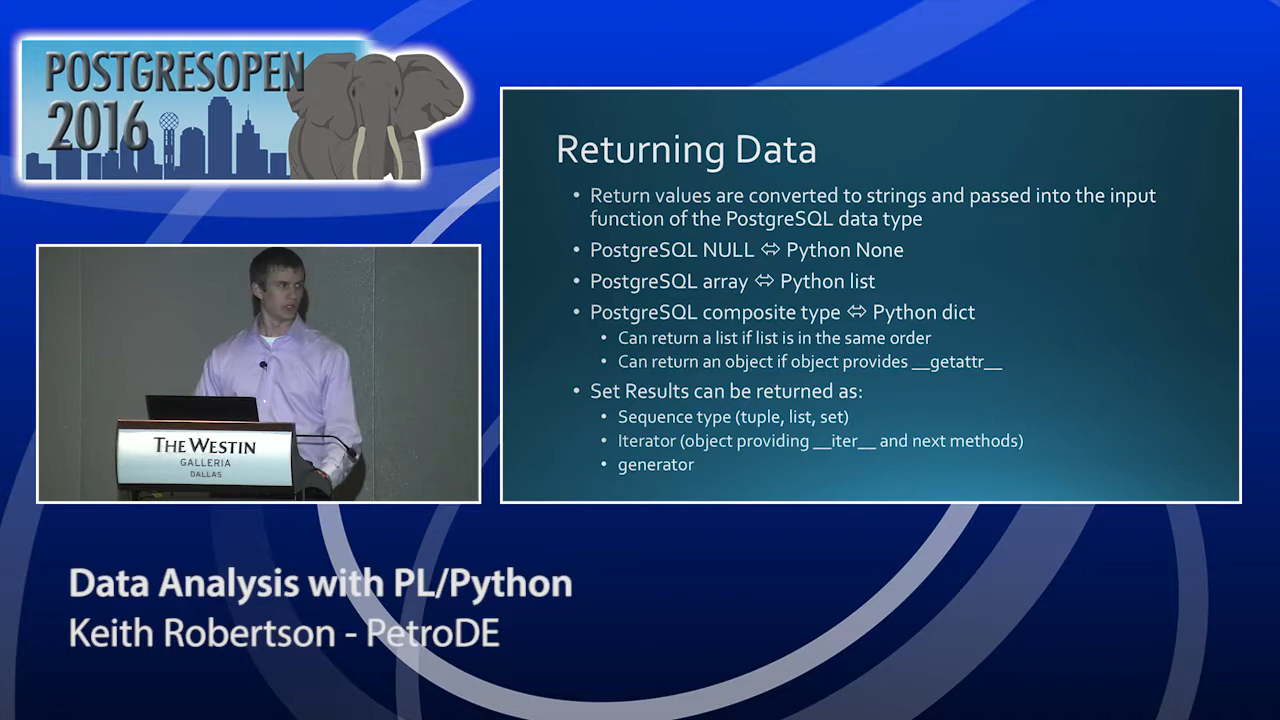 POSTGRESOPEN
2016
THE WESTIN
GALLERIA
DALLAS
Returning Data
• Return values are converted to strings and passed into the input
function of the PostgreSQL data type
• PostgreSQL NULL ⇔ Python None
• PostgreSQL array ⇔ Python list
• PostgreSQL composite type ⇔ Python dict
• Can return a list if list is in the same order
• Can return an object if object provides __getattr__
• Set Results can be returned as:
• Sequence type (tuple, list, set)
• Iterator (object providing __iter__ and next methods)
• generator
Data Analysis with PL/Python
Keith Robertson - PetroDE